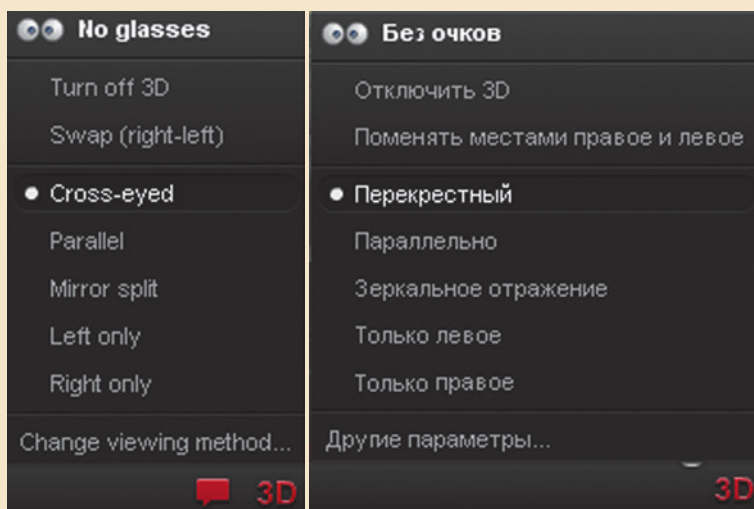 No glasses
Turn off 3D
Swap (right-left)
Cross-eyed
Parallel
Mirror split
Left only
Right only
Change viewing method...
3D
Без очков
Отключить 3D
Поменять местами правое и левое
Перекрестный
Параллельно
Зеркальное отражение
Только левое
Только правое
Другие параметры...
3D